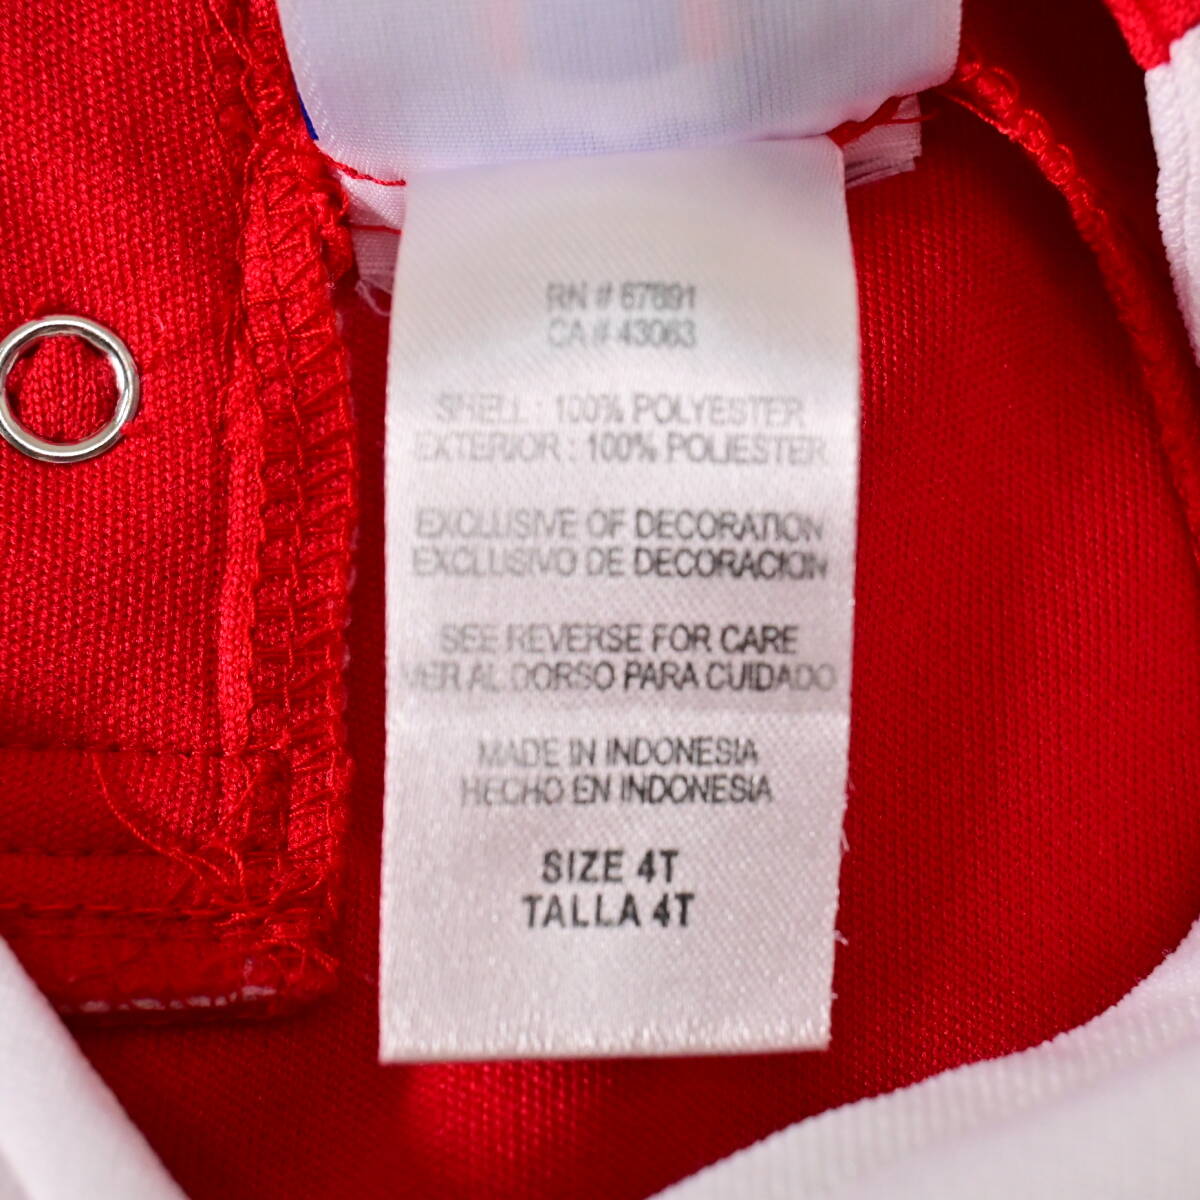 RN # 67891
CA # 43063
SHELL : 100% POLYESTER
EXTERIOR : 100% POLIESTER
EXCLUSIVE OF DECORATION
EXCLUSIVO DE DECORACION
SEE REVERSE FOR CARE
VER AL DORSO PARA CUIDADO
MADE IN INDONESIA
HECHO EN INDONESIA
SIZE 4T
TALLA 4T